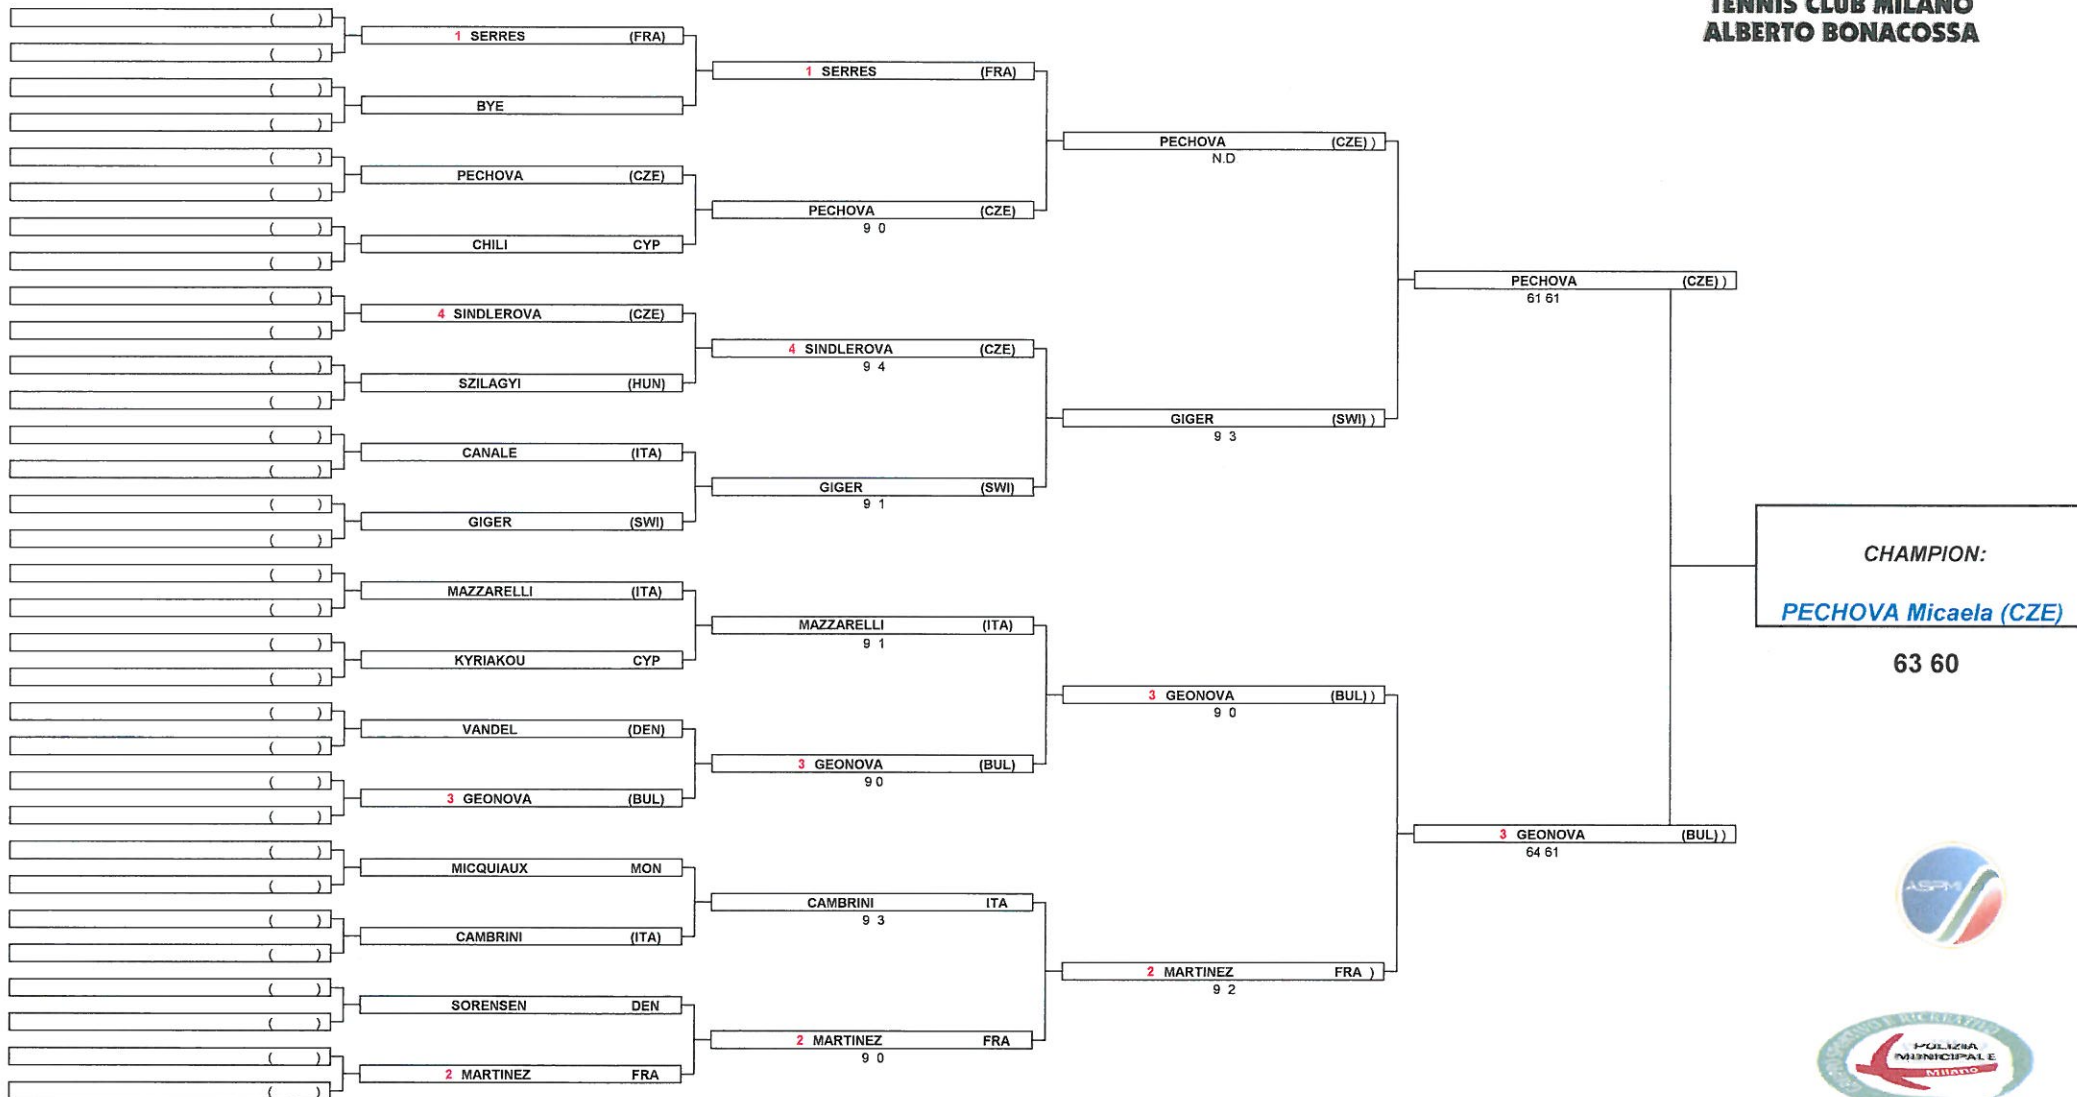 TENNIS CLUB MILANO
ALBERTO BONACOSSA
1 SERRES (FRA)
BYE
PECHOVA (CZE)
CHILI CYP
4 SINDLEROVA (CZE)
SZILAGYI (HUN)
CANALE (ITA)
GIGER (SWI)
MAZZARELLI (ITA)
KYRIAKOU CYP
VANDEL (DEN)
3 GEONOVA (BUL)
MICQUIAUX MON
CAMBRINI (ITA)
SORENSEN DEN
2 MARTINEZ FRA
1 SERRES (FRA)
PECHOVA (CZE)
9 0
4 SINDLEROVA (CZE)
9 4
GIGER (SWI)
9 1
MAZZARELLI (ITA)
9 1
3 GEONOVA (BUL)
9 0
CAMBRINI ITA
9 3
2 MARTINEZ FRA
9 0
PECHOVA (CZE) )
N.D
GIGER (SWI) )
9 3
3 GEONOVA (BUL) )
9 0
2 MARTINEZ FRA )
9 2
PECHOVA (CZE) )
61 61
3 GEONOVA (BUL) )
64 61
CHAMPION:
PECHOVA Micaela (CZE)
63 60
ASPMI
POLIZIA
MUNICIPALE
Milano